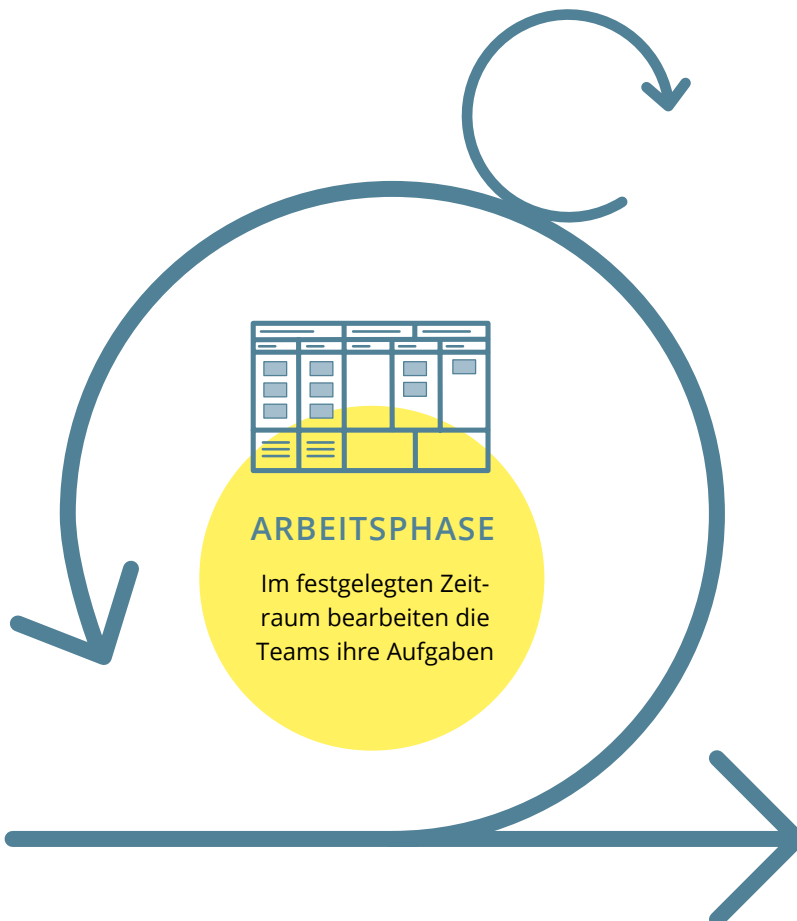 ARBEITSPHASE
Im festgelegten Zeit-
raum bearbeiten die
Teams ihre Aufgaben